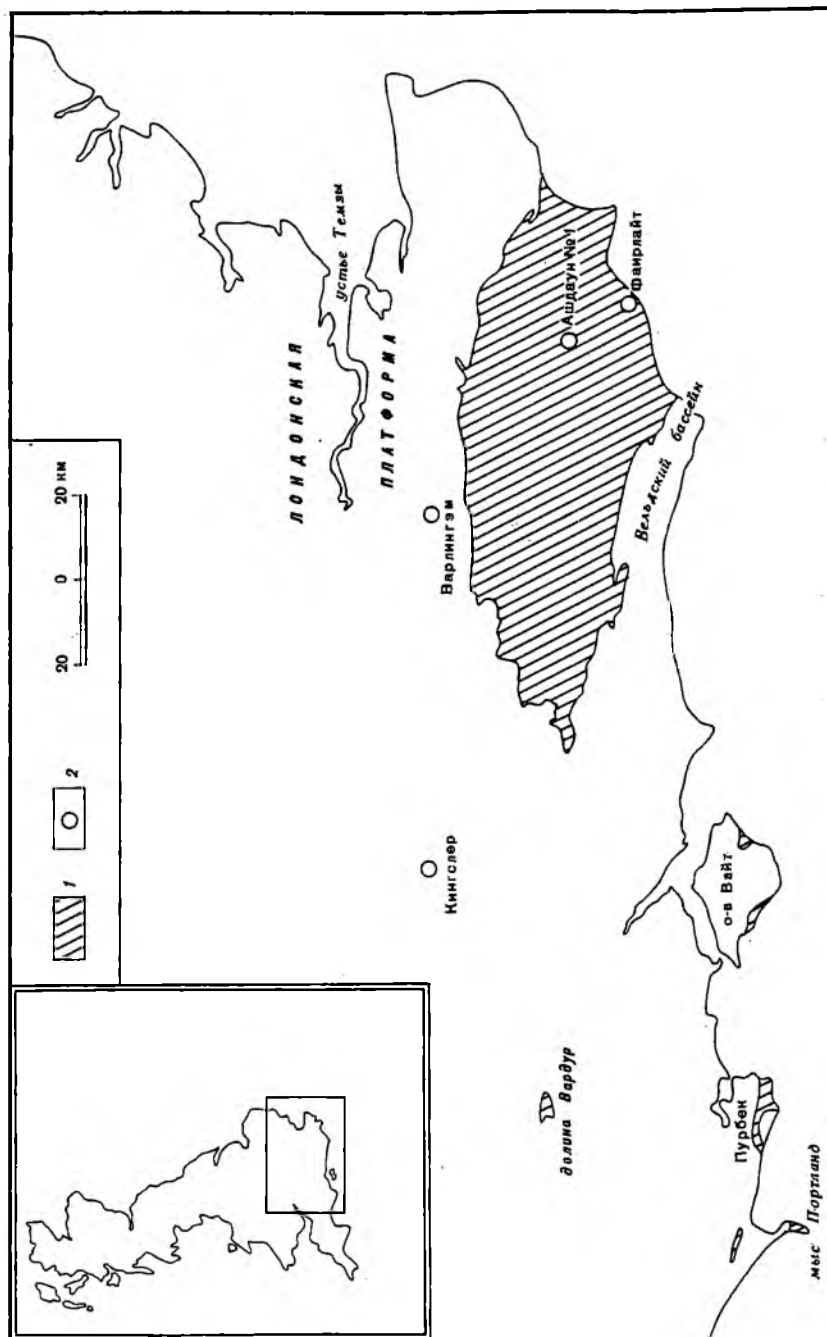 1
2
20 0 20 км
ЛОНДОНСКАЯ
ПЛАТФОРМА
устье Темзы
Варлингэм
Кингслер
Ашдаун №1
Фаирлайт
Вельдский бассейн
о-в Вайт
долина Вардур
Пурбек
мыс Портланд